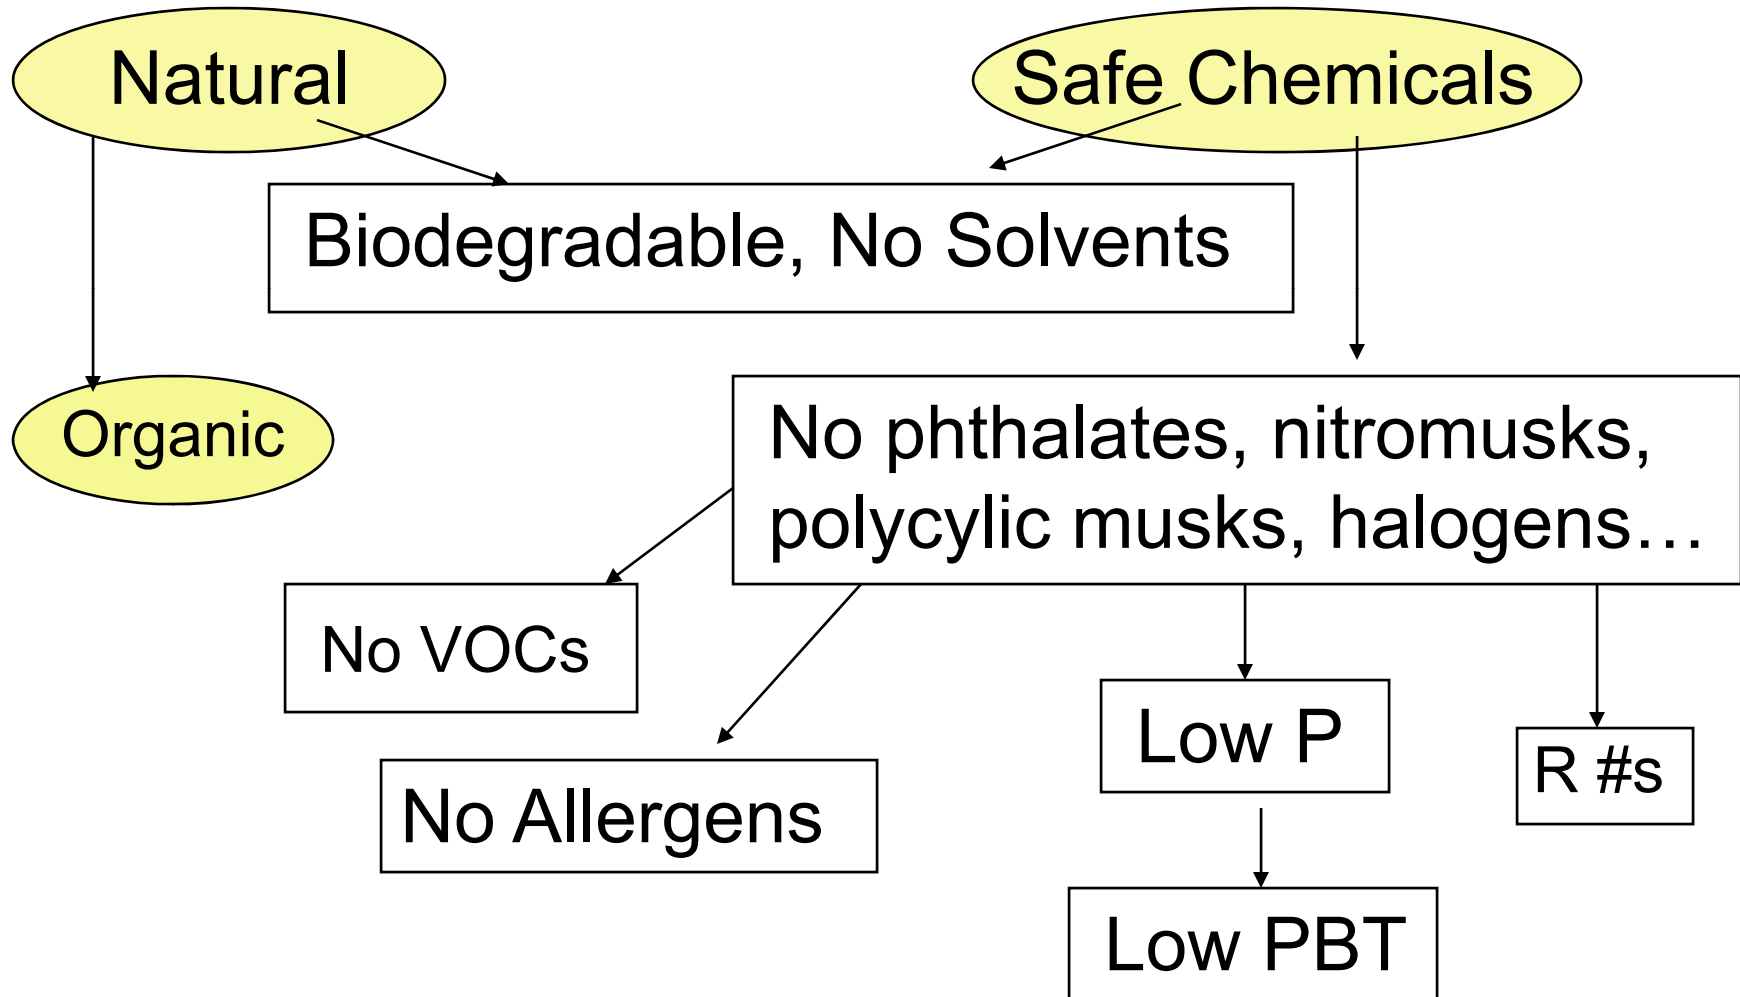 Natural
Safe Chemicals
Biodegradable, No Solvents
Organic
No phthalates, nitromusks,
polycylic musks, halogens…
No VOCs
Low P
R #s
No Allergens
Low PBT